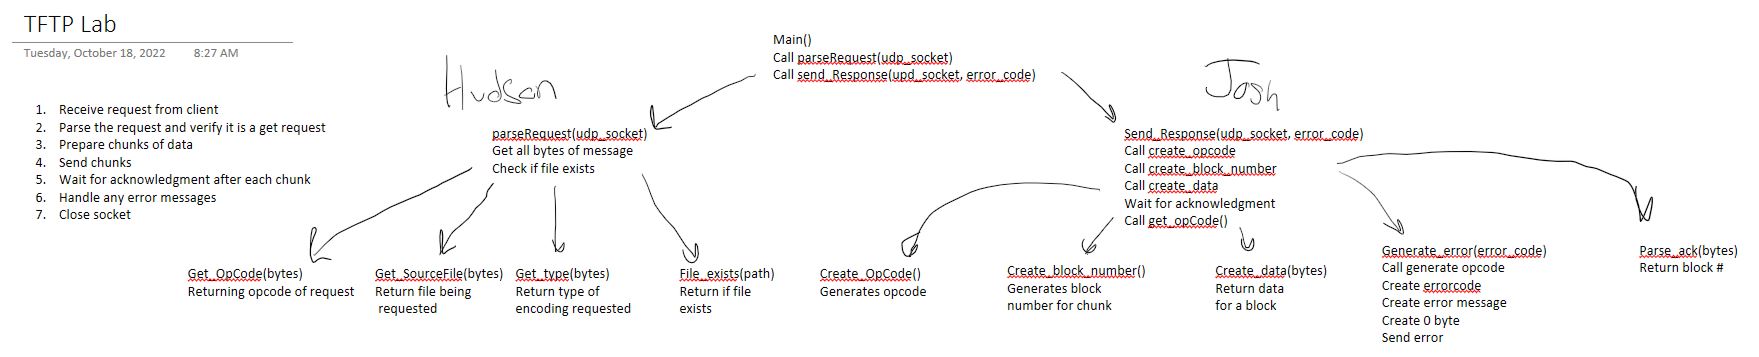 TFTP Lab
Tuesday, October 18, 2022 8:27 AM
1. Receive request from client
2. Parse the request and verify it is a get request
3. Prepare chunks of data
4. Send chunks
5. Wait for acknowledgment after each chunk
6. Handle any error messages
7. Close socket
Main()
Call parseRequest(udp_socket)
Call send_Response(upd_socket, error_code)
Hudson
Josh
parseRequest(udp_socket)
Get all bytes of message
Check if file exists
Send_Response(udp_socket, error_code)
Call create_opcode
Call create_block_number
Call create_data
Wait for acknowledgment
Call get_opCode()
Get_OpCode(bytes)
Returning opcode of request
Get_SourceFile(bytes)
Return file being
requested
Get_type(bytes)
Return type of
encoding requested
File_exists(path)
Return if file
exists
Create_OpCode()
Generates opcode
Create_block_number()
Generates block
number for chunk
Create_data(bytes)
Return data
for a block
Generate_error(error_code)
Call generate opcode
Create errorcode
Create error message
Create 0 byte
Send error
Parse_ack(bytes)
Return block #